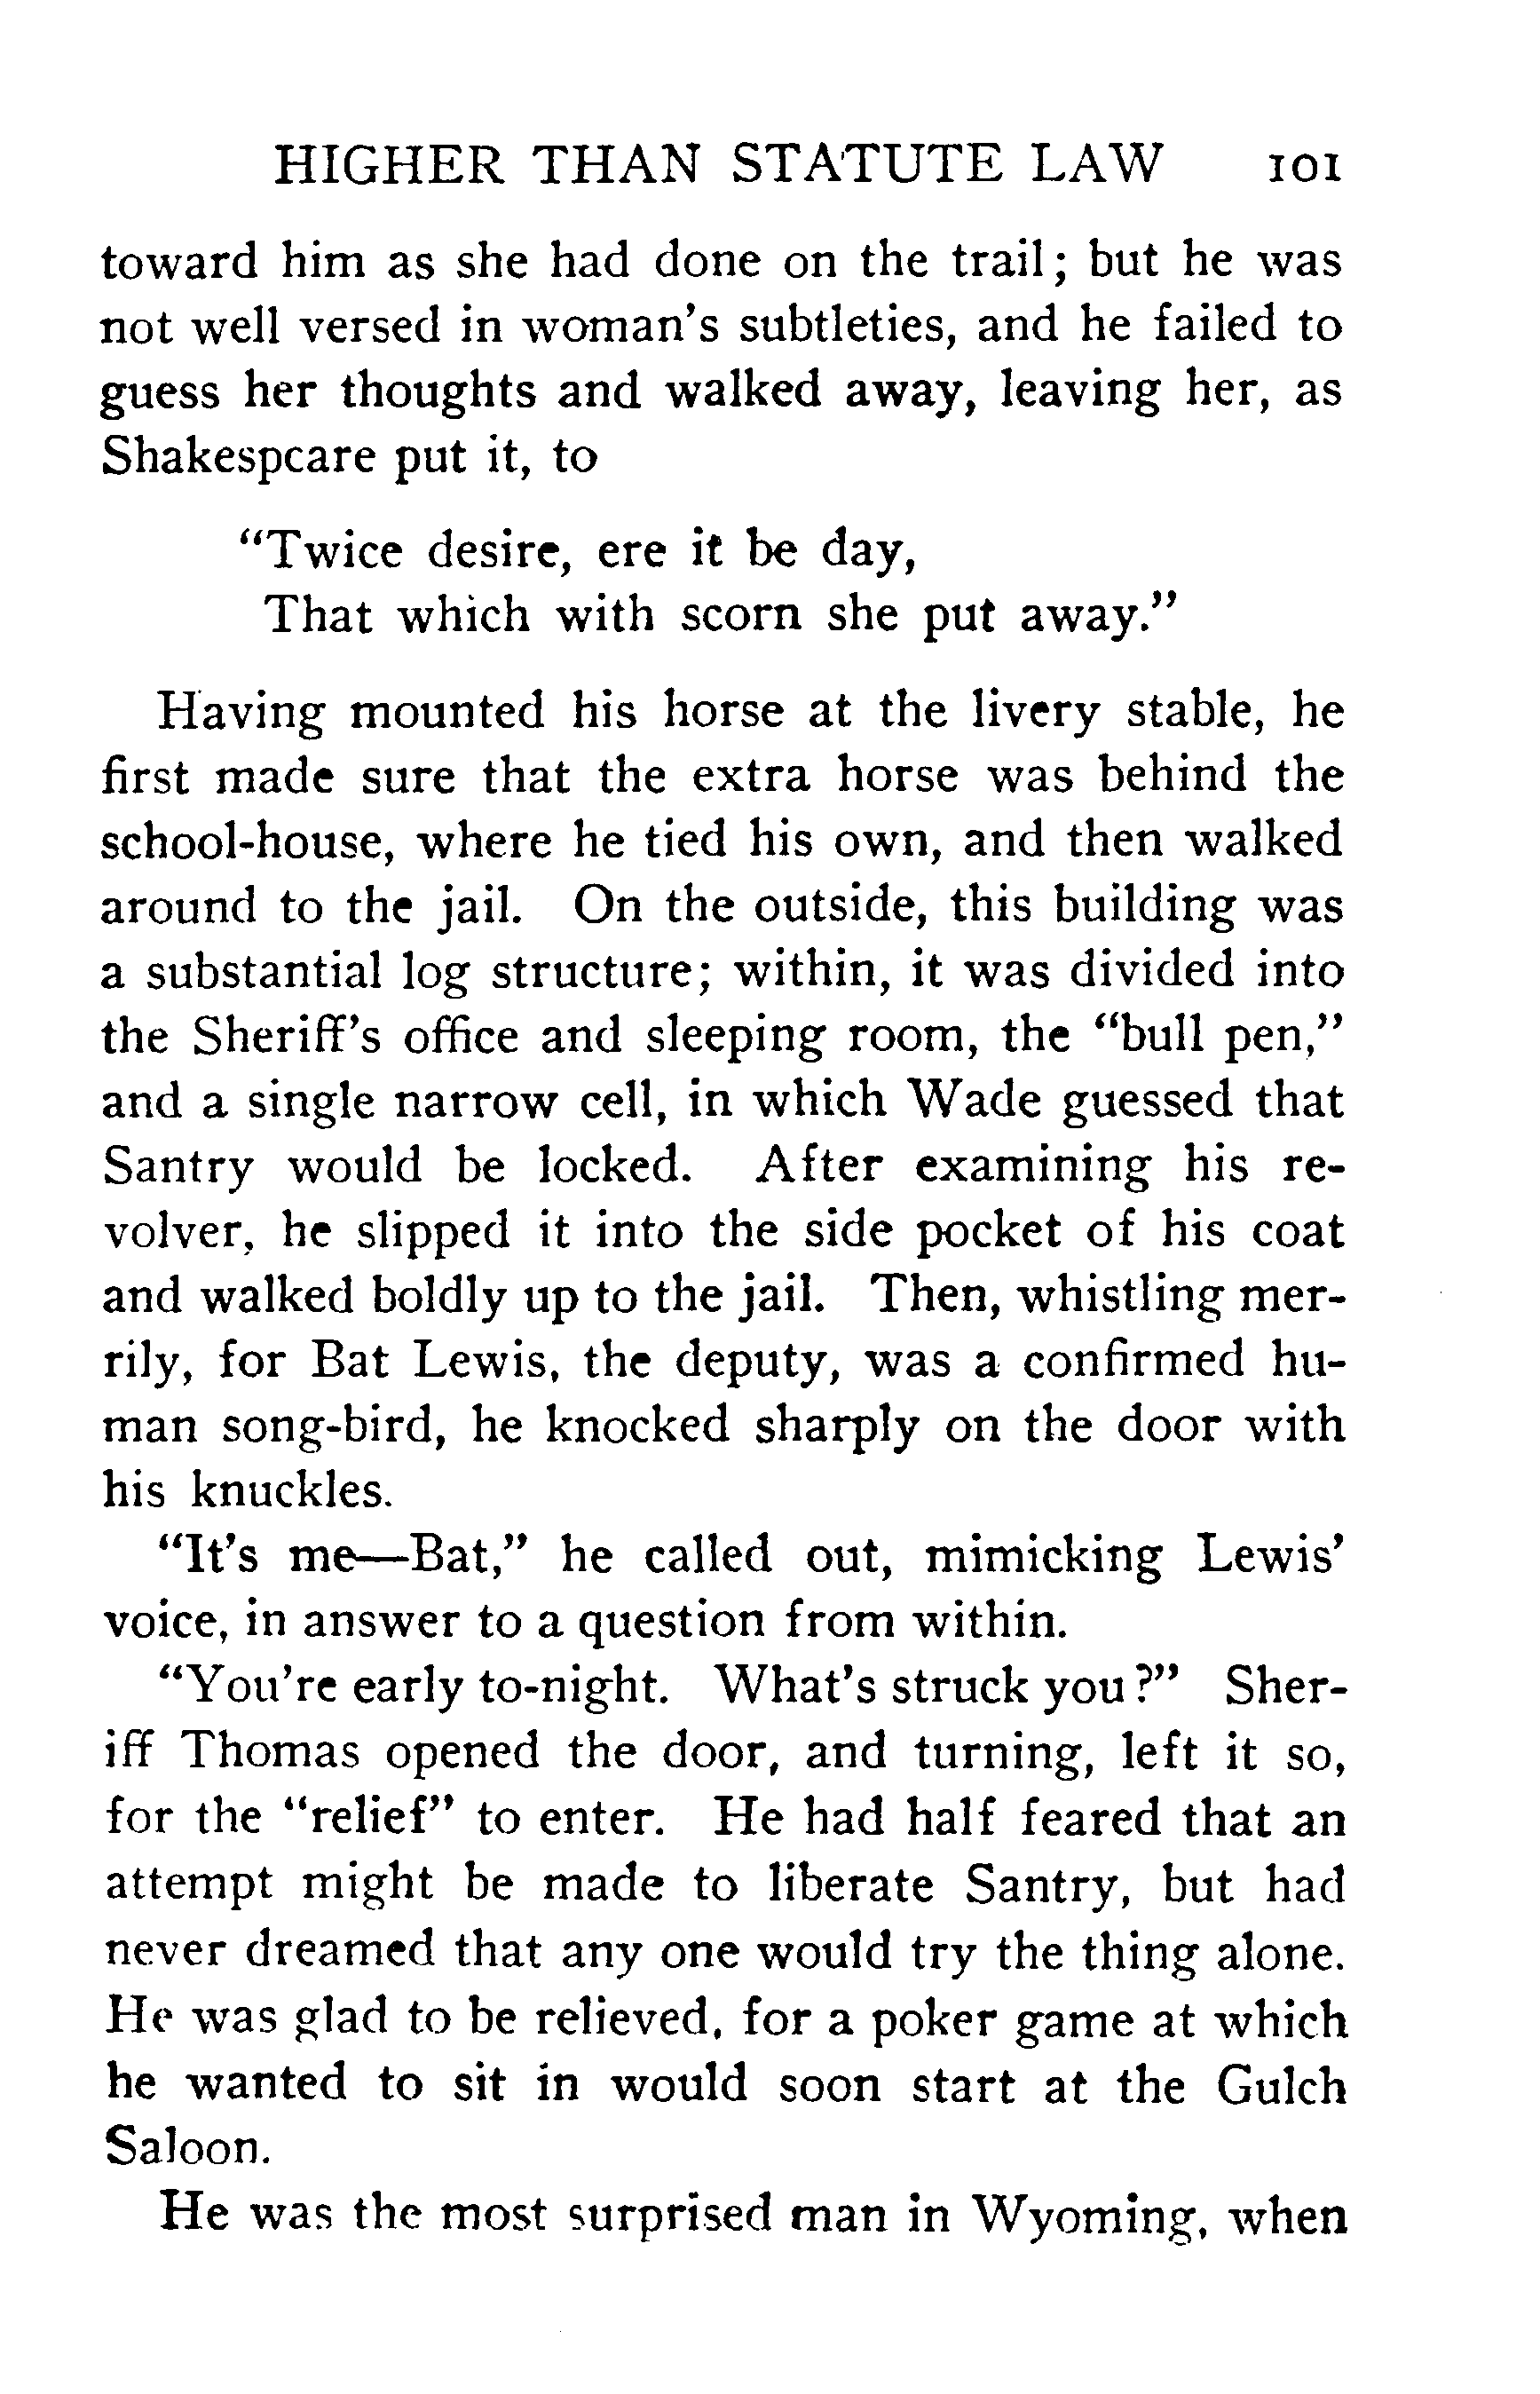 HIGHER THAN STATUTE LAW 101
toward him as she had done on the trail; but he was
not well versed in woman's subtleties, and he failed to
guess her thoughts and walked away, leaving her, as
Shakespcare put it, to
"Twice desire, ere it be day,
That which with scorn she put away."
Having mounted his horse at the livery stable, he
first made sure that the extra horse was behind the
school-house, where he tied his own, and then walked
around to the jail. On the outside, this building was
a substantial log structure; within, it was divided into
the Sheriff's office and sleeping room, the "bull pen,"
and a single narrow cell, in which Wade guessed that
Santry would be locked. After examining his re-
volver, he slipped it into the side pocket of his coat
and walked boldly up to the jail. Then, whistling mer-
rily, for Bat Lewis, the deputy, was a confirmed hu-
man song-bird, he knocked sharply on the door with
his knuckles.
"It's me—Bat," he called out, mimicking Lewis'
voice, in answer to a question from within.
"You're early to-night. What's struck you?" Sher-
iff Thomas opened the door, and turning, left it so,
for the "relief" to enter. He had half feared that an
attempt might be made to liberate Santry, but had
never dreamed that any one would try the thing alone.
He was glad to be relieved, for a poker game at which
he wanted to sit in would soon start at the Gulch
Saloon.
He was the most surprised man in Wyoming, when